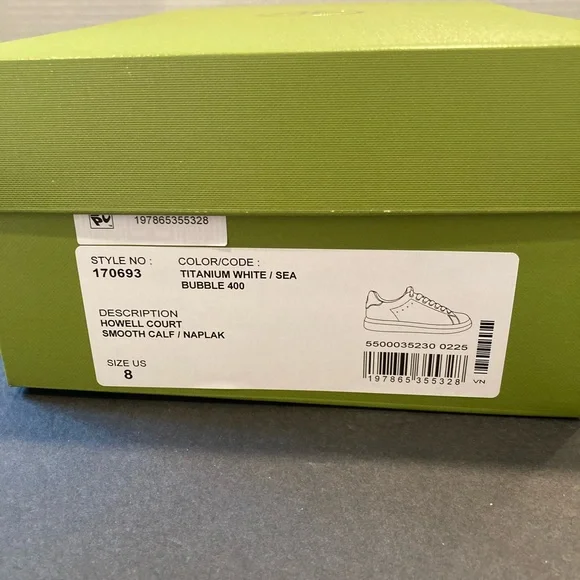 PC
197865355328
STYLE NO :
170693
COLOR/CODE :
TITANIUM WHITE / SEA
BUBBLE 400
DESCRIPTION
HOWELL COURT
SMOOTH CALF / NAPLAK
SIZE US
8
5500035230 0225
197865 355328
VN